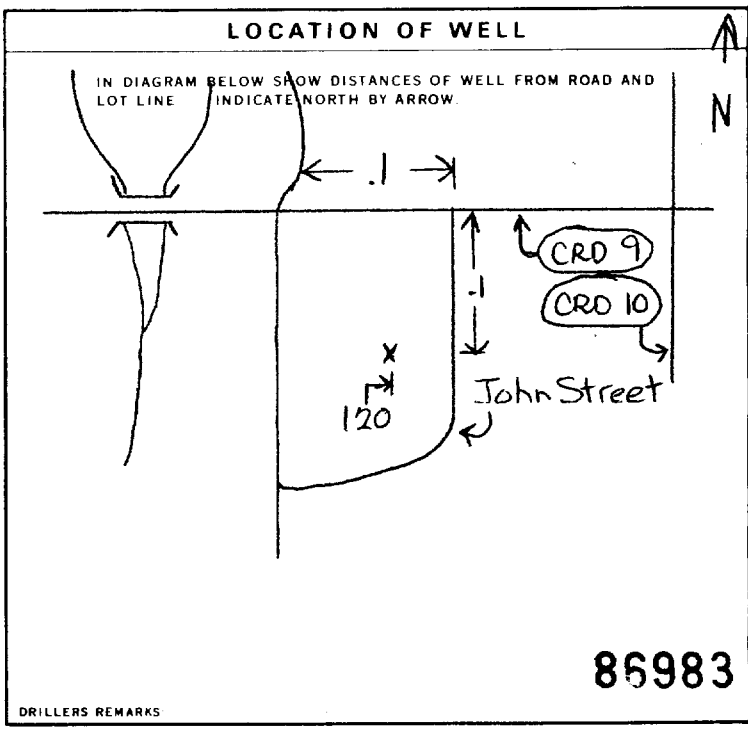 LOCATION OF WELL
IN DIAGRAM BELOW SHOW DISTANCES OF WELL FROM ROAD AND
LOT LINE INDICATE NORTH BY ARROW.
N
.1
CRD 9
.1
CRD 10
X
John Street
120
86983
DRILLERS REMARKS